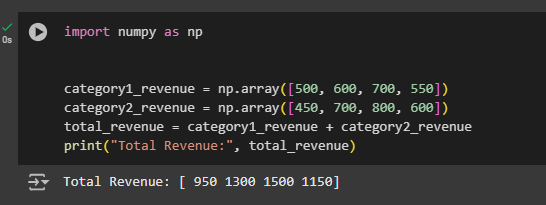 import numpy as np
0s
category1_revenue = np.array([500, 600, 700, 550])
category2_revenue = np.array([450, 700, 800, 600])
total_revenue = category1_revenue + category2_revenue
print("Total Revenue:", total_revenue)
Total Revenue: [ 950 1300 1500 1150]